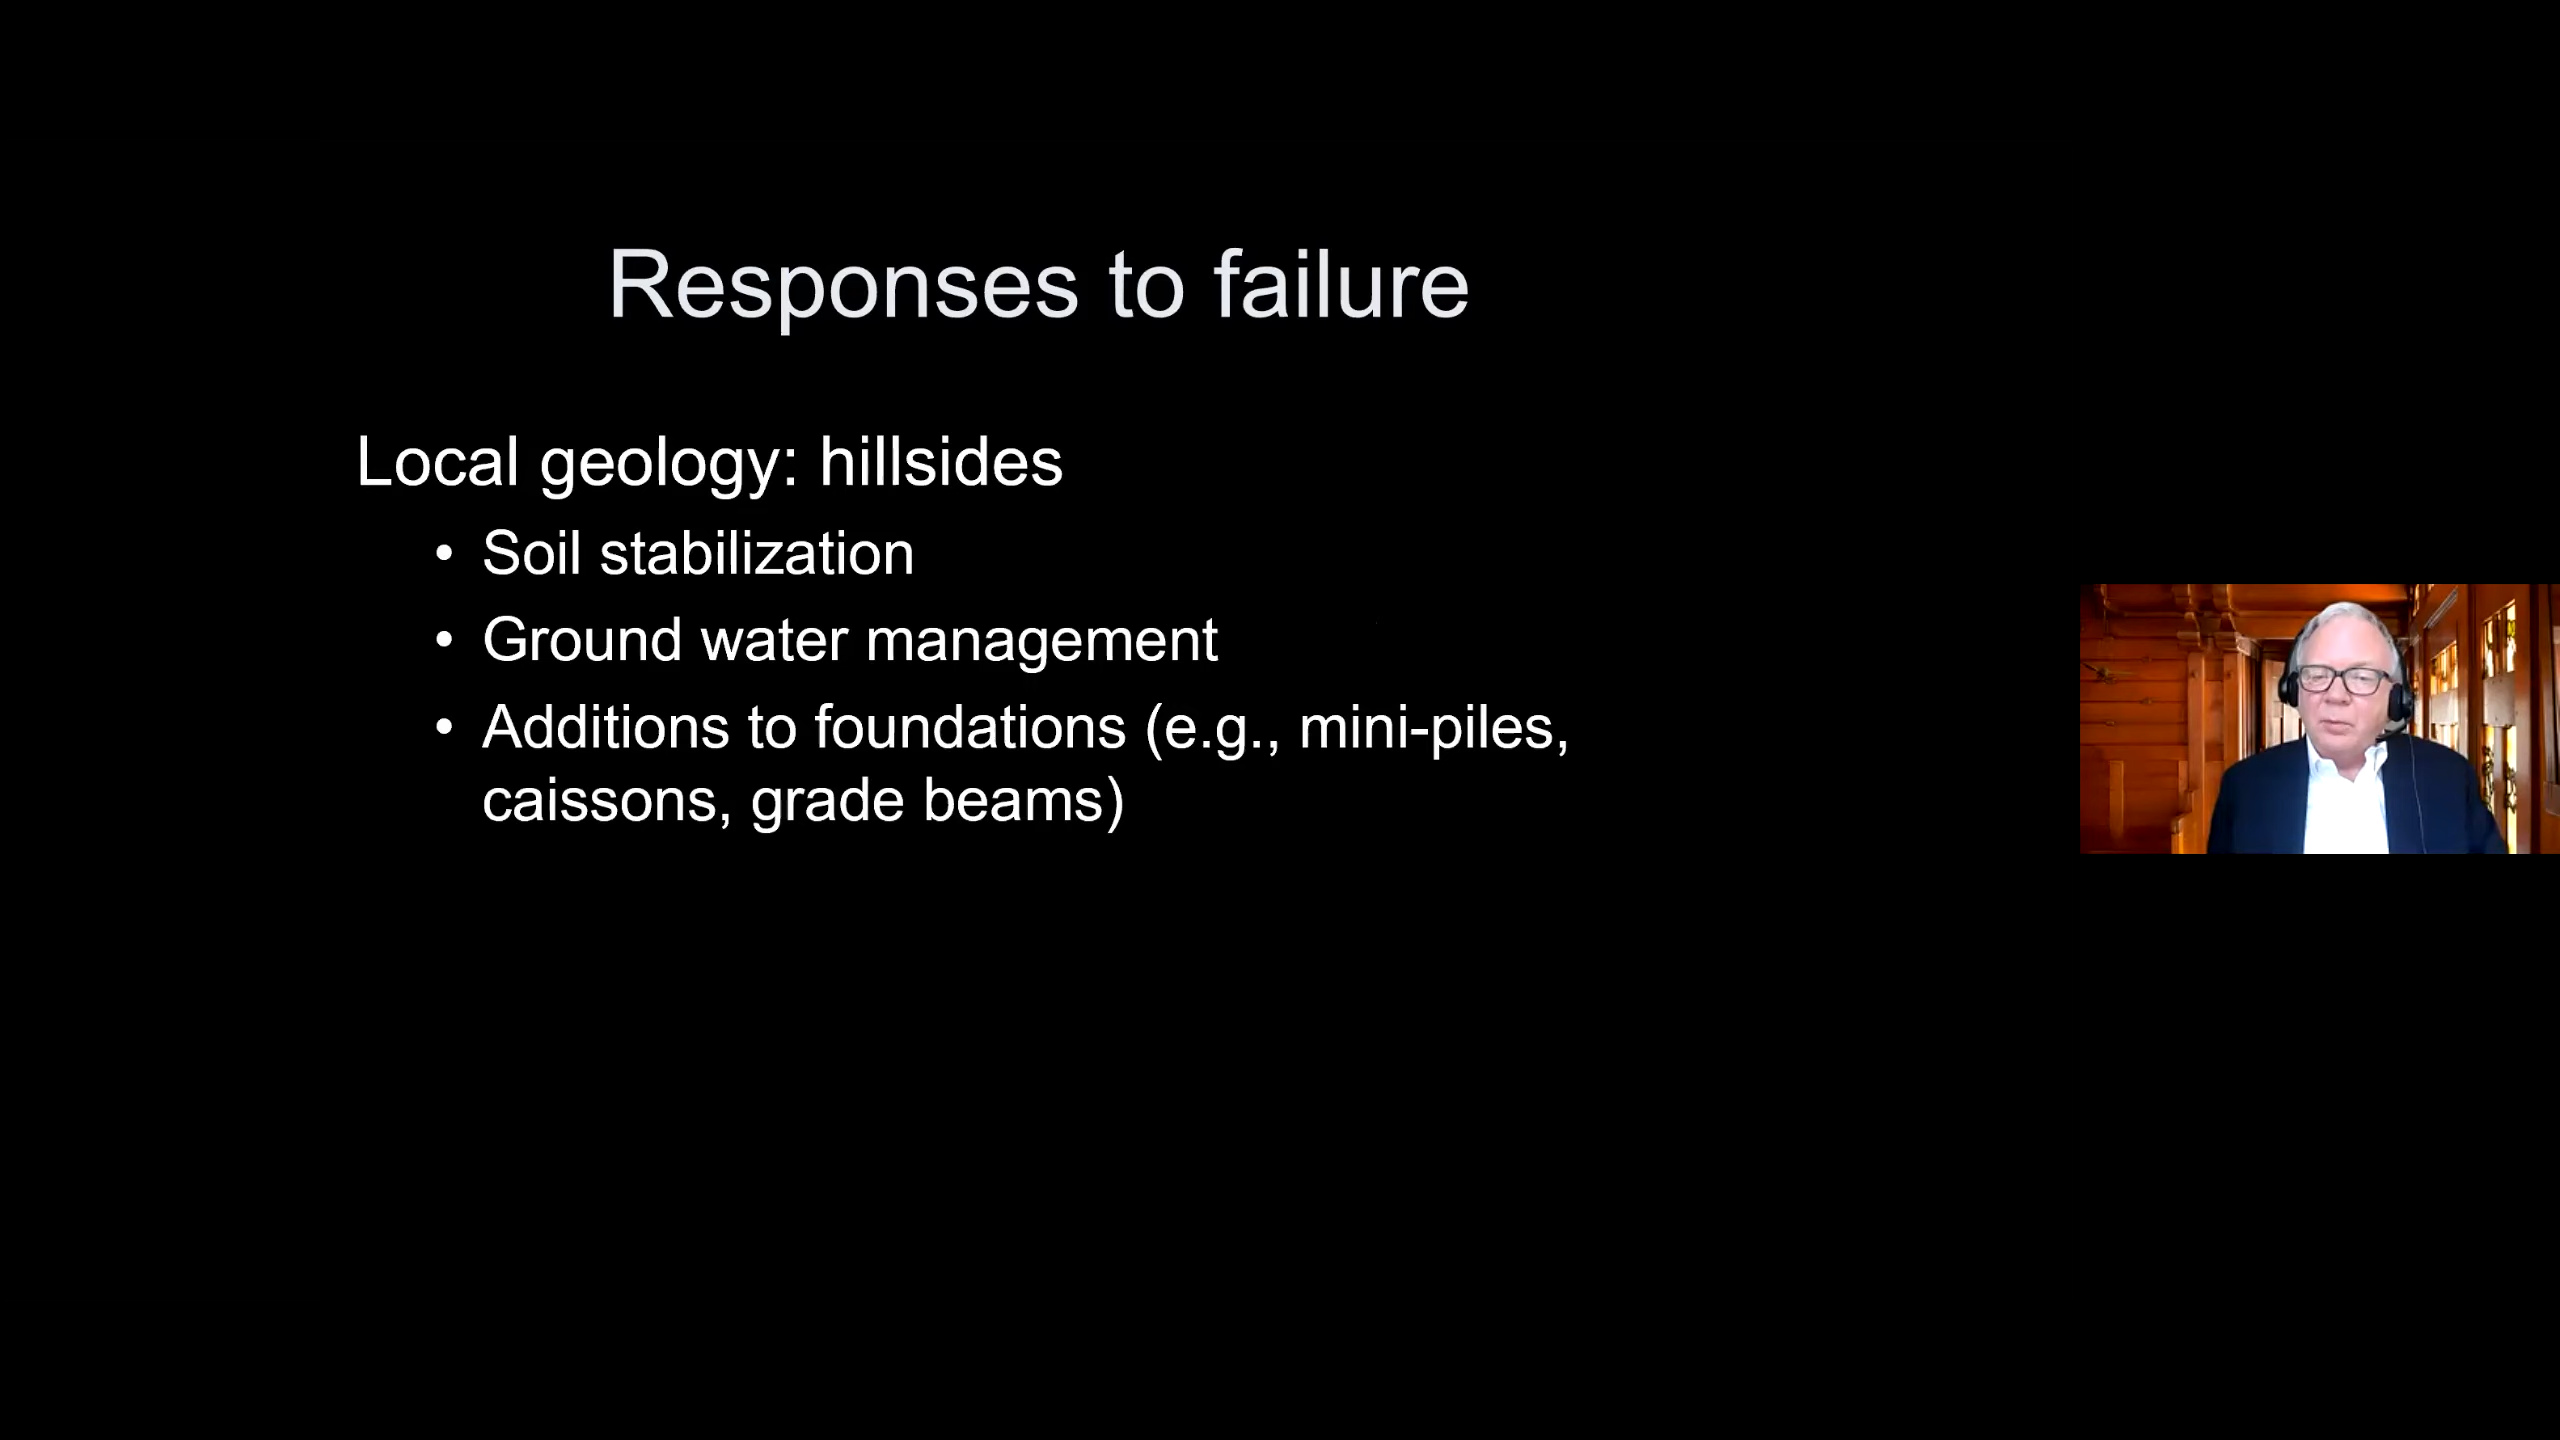 Responses to failure
Local geology: hillsides
• Soil stabilization
• Ground water management
• Additions to foundations (e.g., mini-piles,
caissons, grade beams)